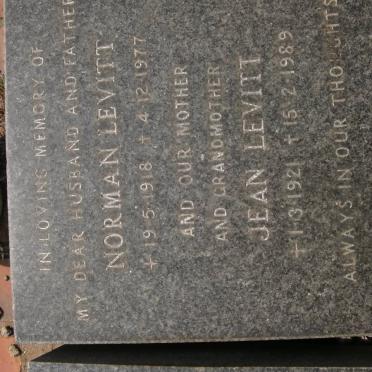 IN LOVING MEMORY OF
MY DEAR HUSBAND AND FATHER
NORMAN LEVITT
+ 19·5·1918 + 4·12·1977
AND OUR MOTHER
AND GRANDMOTHER
JEAN LEVITT
+ 1·3·1921 + 15·2·1989
ALWAYS IN OUR THOUGHTS